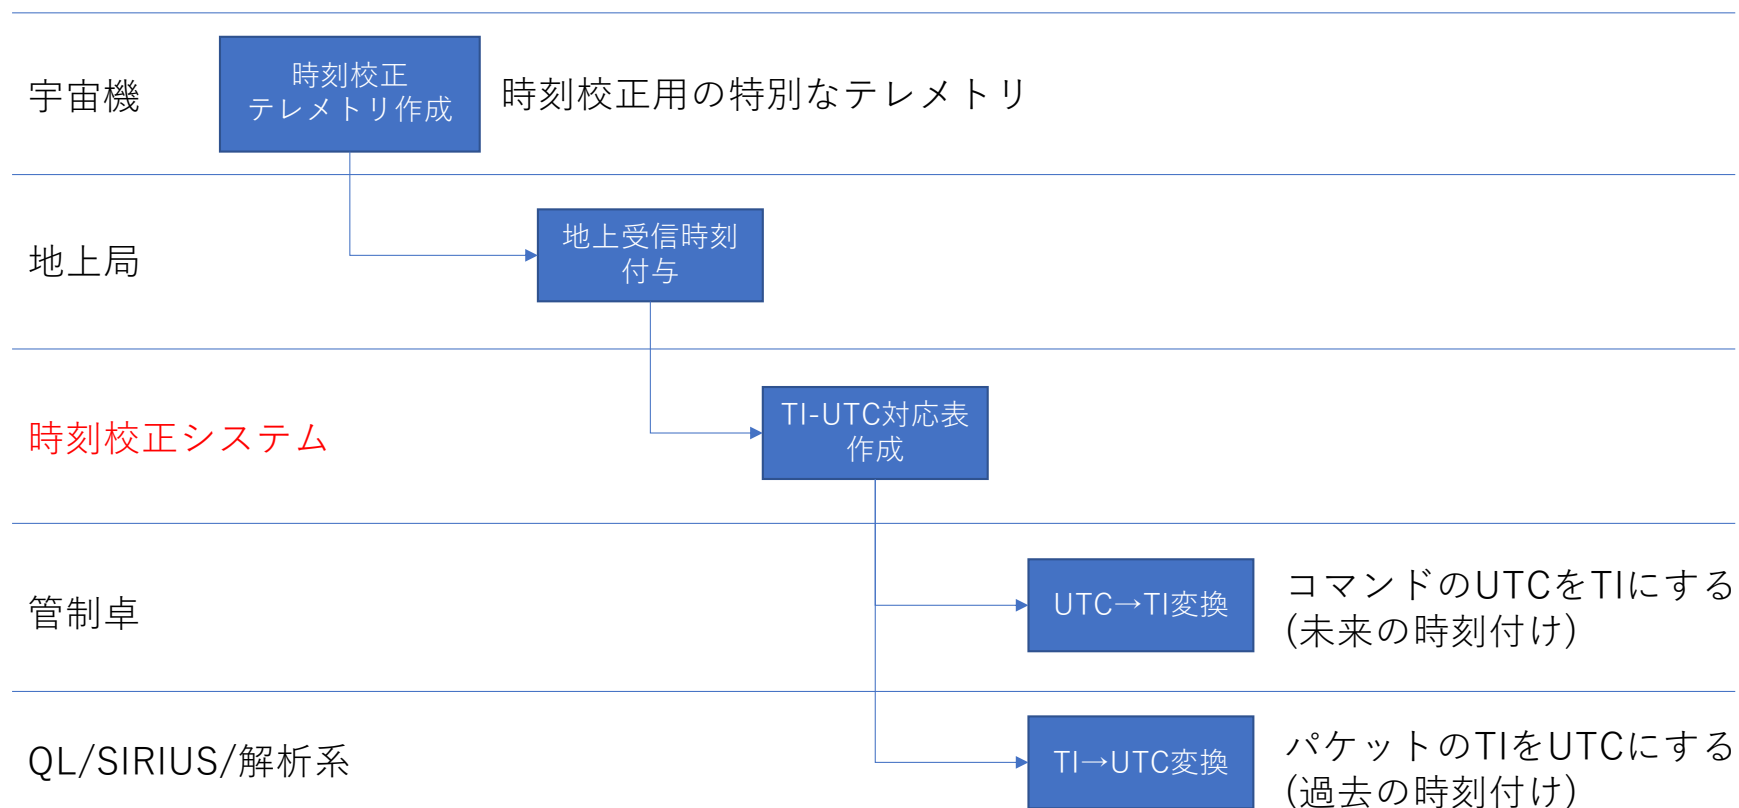 宇宙機
時刻校正
テレメトリ作成
時刻校正用の特別なテレメトリ
地上局
地上受信時刻
付与
時刻校正システム
TI-UTC対応表
作成
管制卓
UTC→TI変換
コマンドのUTCをTIにする
(未来の時刻付け)
QL/SIRIUS/解析系
TI→UTC変換
パケットのTIをUTCにする
(過去の時刻付け)